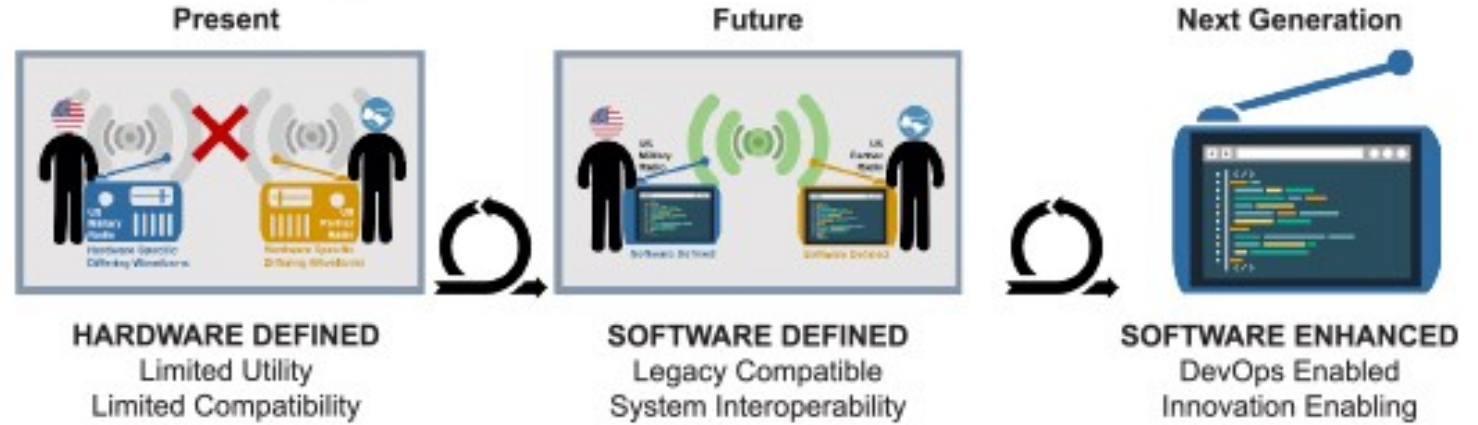 Present
Future
Next Generation
US
Military
Radio
US
Partner
Radio
Hardware Specific
Differing Waveforms
Hardware Specific
Differing Waveforms
US
Military
Radio
US
Partner
Radio
Software Defined
Software Defined
</>
</>
HARDWARE DEFINED
Limited Utility
Limited Compatibility
SOFTWARE DEFINED
Legacy Compatible
System Interoperability
SOFTWARE ENHANCED
DevOps Enabled
Innovation Enabling